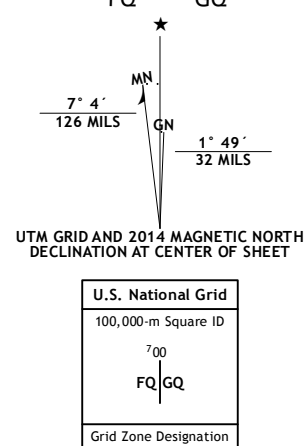 FQ GQ
★
MN
GN
7° 4´
126 MILS
1° 49´
32 MILS
UTM GRID AND 2014 MAGNETIC NORTH
DECLINATION AT CENTER OF SHEET
U.S. National Grid
100,000-m Square ID
⁷00
FQ GQ
Grid Zone Designation